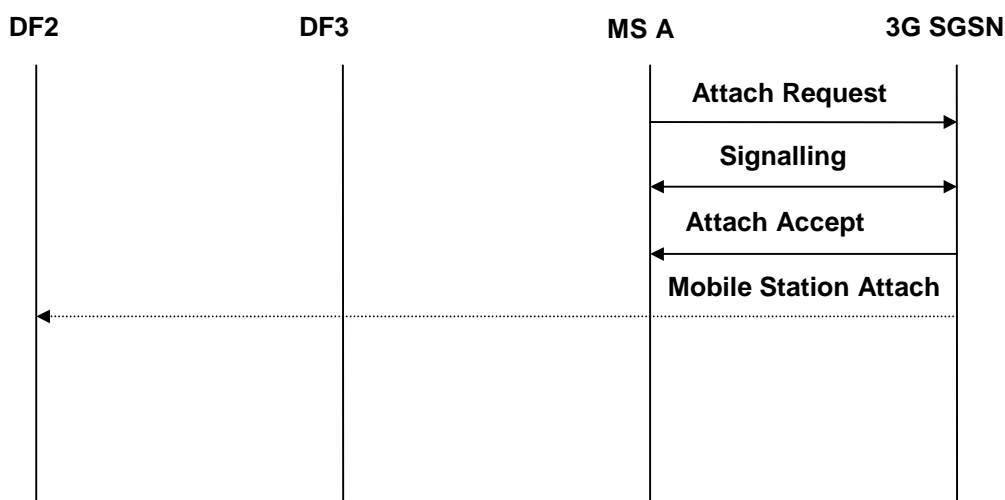 DF2 DF3 MS A 3G SGSN
Attach Request
Signalling
Attach Accept
Mobile Station Attach